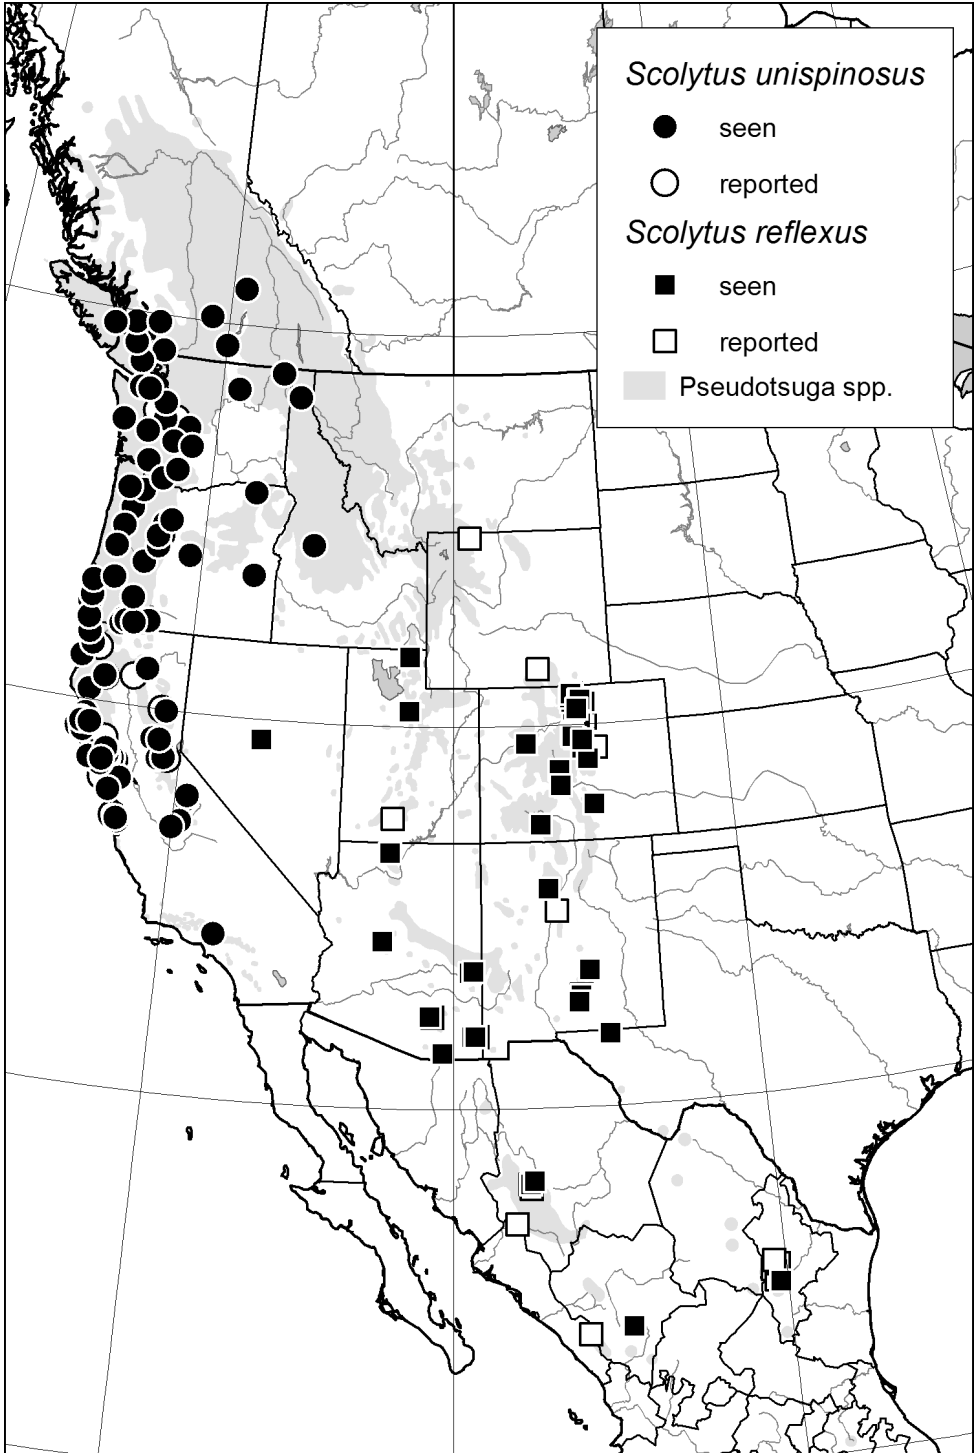 Scolytus unispinosus
seen
reported
Scolytus reflexus
seen
reported
Pseudotsuga spp.